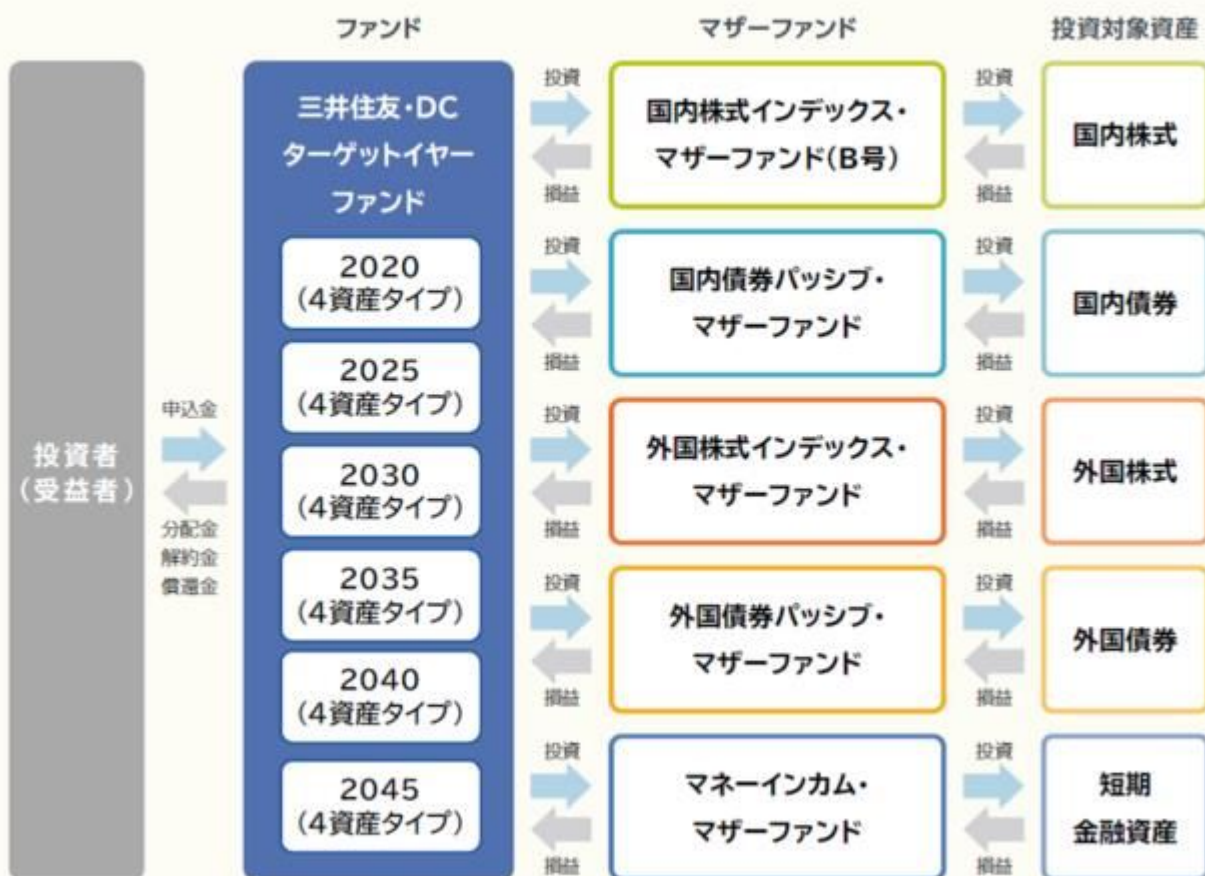 ファンド
マザーファンド
投資対象資産
投資者
(受益者)
申込金
分配金
解約金
償還金
三井住友・DC
ターゲットイヤー
ファンド
2020
(4資産タイプ)
2025
(4資産タイプ)
2030
(4資産タイプ)
2035
(4資産タイプ)
2040
(4資産タイプ)
2045
(4資産タイプ)
投資
損益
国内株式インデックス・
マザーファンド(B号)
投資
損益
国内株式
投資
損益
国内債券パッシブ・
マザーファンド
投資
損益
国内債券
投資
損益
外国株式インデックス・
マザーファンド
投資
損益
外国株式
投資
損益
外国債券パッシブ・
マザーファンド
投資
損益
外国債券
投資
損益
マネーインカム・
マザーファンド
投資
損益
短期
金融資産